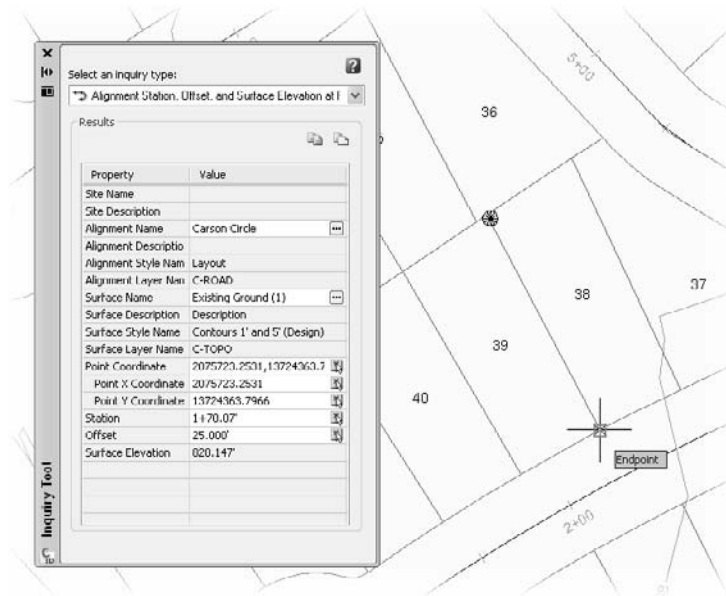 Select an inquiry type:
Alignment Station, Offset, and Surface Elevation at F
Results
Property Value
Site Name
Site Description
Alignment Name Carson Circle
Alignment Descriptio
Alignment Style Nam Layout
Alignment Layer Nan C-ROAD
Surface Name Existing Ground (1)
Surface Description Description
Surface Style Name Contours 1' and 5' (Design)
Surface Layer Name C-TOPO
Point Coordinate 2075723.2531,13724363.7
Point X Coordinate 2075723.2531
Point Y Coordinate 13724363.7966
Station 1+70.07'
Offset 25.000'
Surface Elevation 820.147'
Inquiry Tool
5+00
36
37
38
39
40
Endpoint
2+00